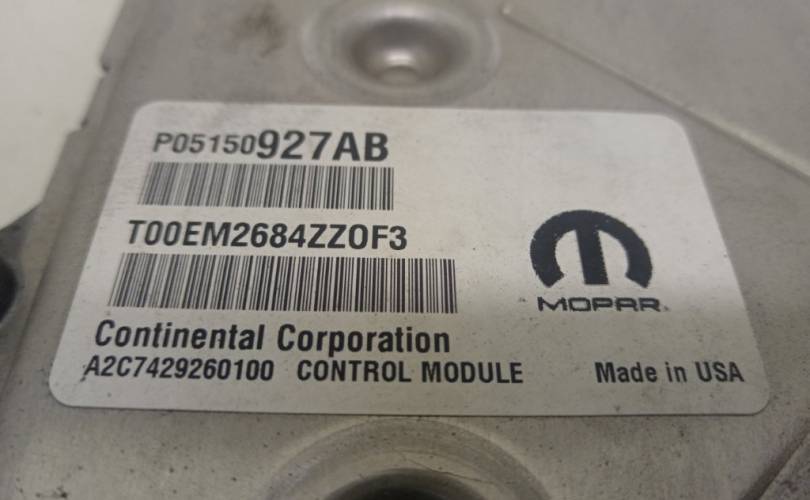 P05150927AB
T00EM2684ZZ0F3
MOPAR®
Continental Corporation
A2C7429260100 CONTROL MODULE Made in USA